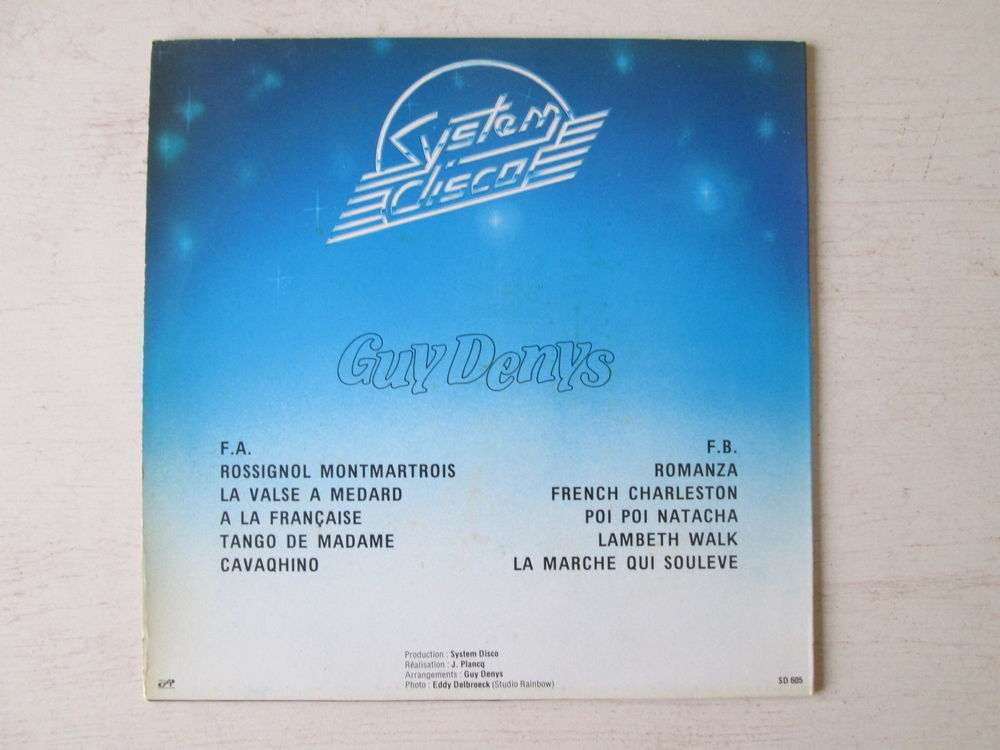 System
disco
Guy Denys
F.A.
ROSSIGNOL MONTMARTROIS
LA VALSE A MEDARD
A LA FRANÇAISE
TANGO DE MADAME
CAVAQHINO
F.B.
ROMANZA
FRENCH CHARLESTON
POI POI NATACHA
LAMBETH WALK
LA MARCHE QUI SOULEVE
Production : System Disco
Réalisation : J. Plancq
Arrangements : Guy Denys
Photo : Eddy Delbroeck (Studio Rainbow)
SD 605